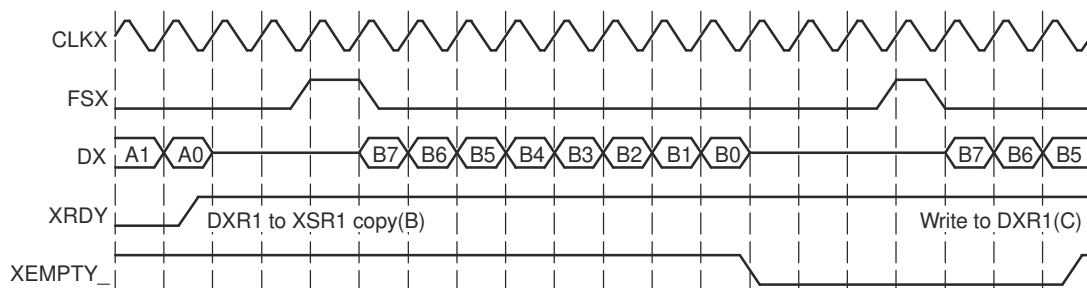 CLKX
FSX
DX A1 A0 B7 B6 B5 B4 B3 B2 B1 B0 B7 B6 B5
XRDY DXR1 to XSR1 copy(B) Write to DXR1(C)
XEMPTY_